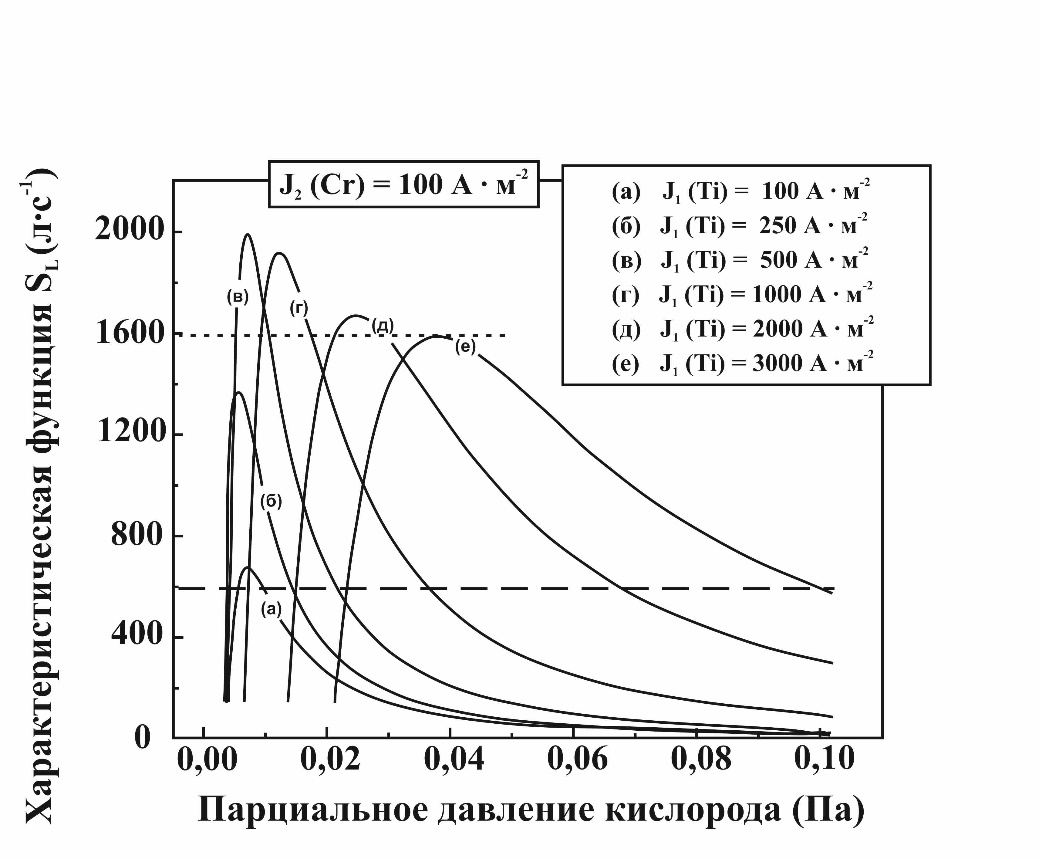 J₂ (Cr) = 100 А · м⁻²
(а) J₁ (Ti) = 100 А · м⁻²
(б) J₁ (Ti) = 250 А · м⁻²
(в) J₁ (Ti) = 500 А · м⁻²
(г) J₁ (Ti) = 1000 А · м⁻²
(д) J₁ (Ti) = 2000 А · м⁻²
(е) J₁ (Ti) = 3000 А · м⁻²
Характеристическая функция S_L (л·с⁻¹)
2000
1600
1200
800
400
0
(в)
(г)
(д)
(е)
(б)
(а)
0,00 0,02 0,04 0,06 0,08 0,10
Парциальное давление кислорода (Па)